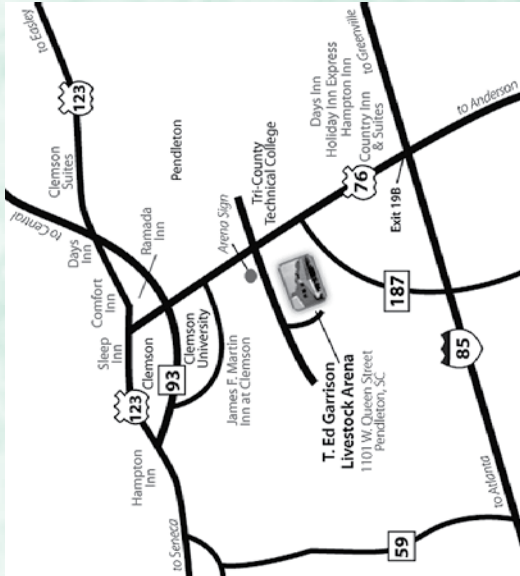 to Easley
123
Clemson
Suites
to Central
Days
Inn
Ramada
Inn
Comfort
Inn
Sleep
Inn
Clemson
123
93
Hampton
Inn
to Seneca
Pendleton
Clemson
University
James F. Martin
Inn at Clemson
Arena Sign
Tri-County
Technical College
T. Ed Garrison
Livestock Arena
1101 W. Queen Street
Pendleton, SC
Days Inn
Holiday Inn Express
Hampton Inn
Country Inn
& Suites
76
to Greenville
to Anderson
Exit 19B
187
85
to Atlanta
59